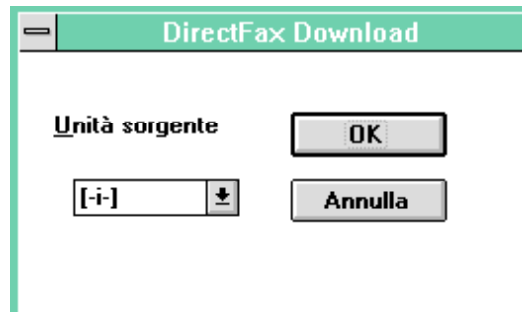 DirectFax Download
Unità sorgente
OK
[-i-]
Annulla